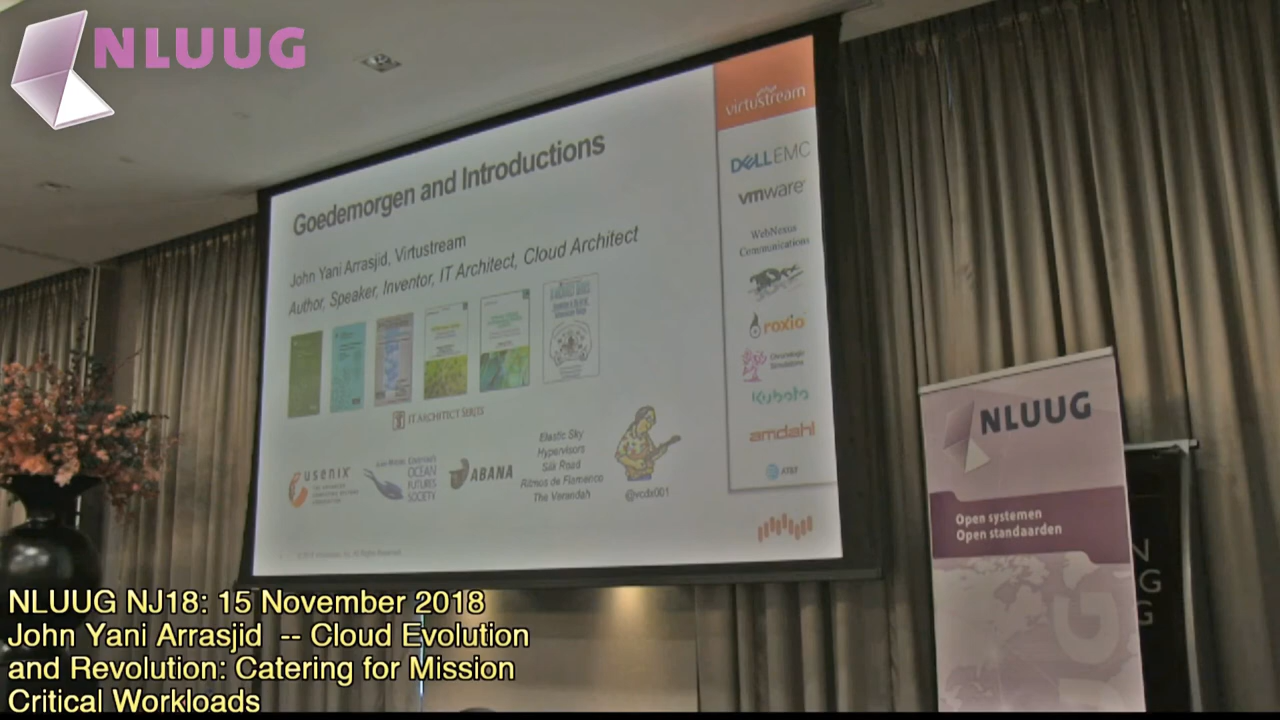 NLUUG
Goedemorgen and Introductions
John Yani Arrasjid, Virtustream
Author, Speaker, Inventor, IT Architect, Cloud Architect
IT ARCHITECT SERIES
usenix
OCEAN
FUTURES
SOCIETY
ABANA
Elastic Sky
Hypervisors
Silk Road
Ritmos de Flamenco
The Verandah
@vcdx001
virtustream
DELL EMC
vmware
WebNexus
Communications
roxio
Kubota
amdahl
AT&T
NLUUG
Open systemen
Open standaarden
NLUUG NJ18: 15 November 2018
John Yani Arrasjid -- Cloud Evolution
and Revolution: Catering for Mission
Critical Workloads